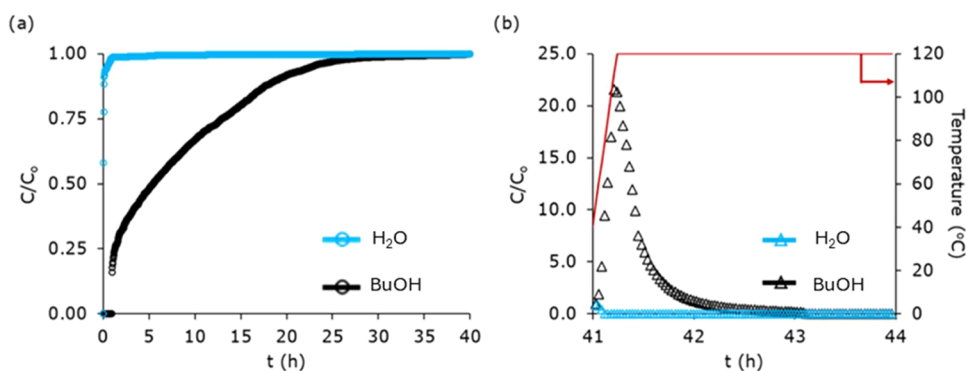 (a)
1.00
0.75
0.50
0.25
0.00
C/Co
0 5 10 15 20 25 30 35 40
t (h)
H2O
BuOH
(b)
25.0
20.0
15.0
10.0
5.0
0.0
C/Co
41 42 43 44
t (h)
120
100
80
60
40
20
0
Temperature (oC)
H2O
BuOH